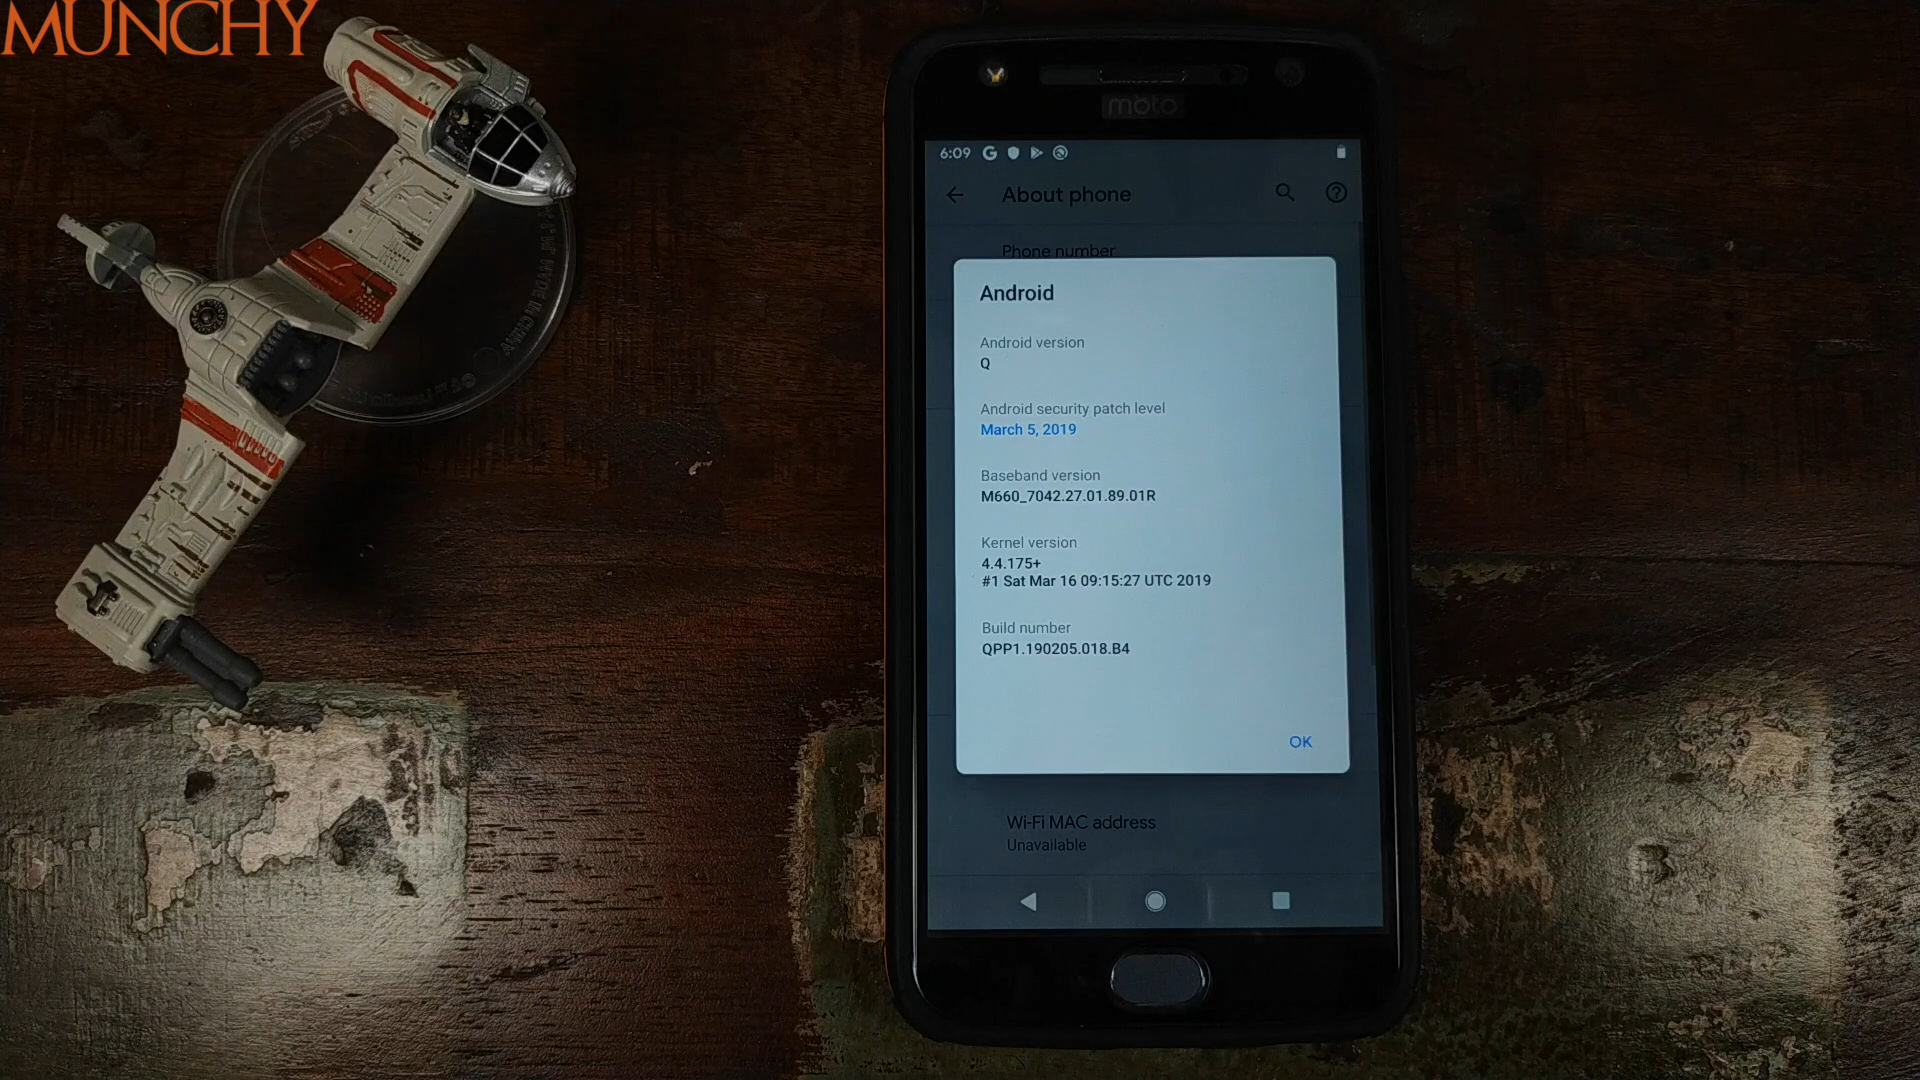 MUNCHY
moto
6:09
About phone
Phone number
Android
Android version
Q
Android security patch level
March 5, 2019
Baseband version
M660_7042.27.01.89.01R
Kernel version
4.4.175+
#1 Sat Mar 16 09:15:27 UTC 2019
Build number
QPP1.190205.018.B4
OK
Wi-Fi MAC address
Unavailable